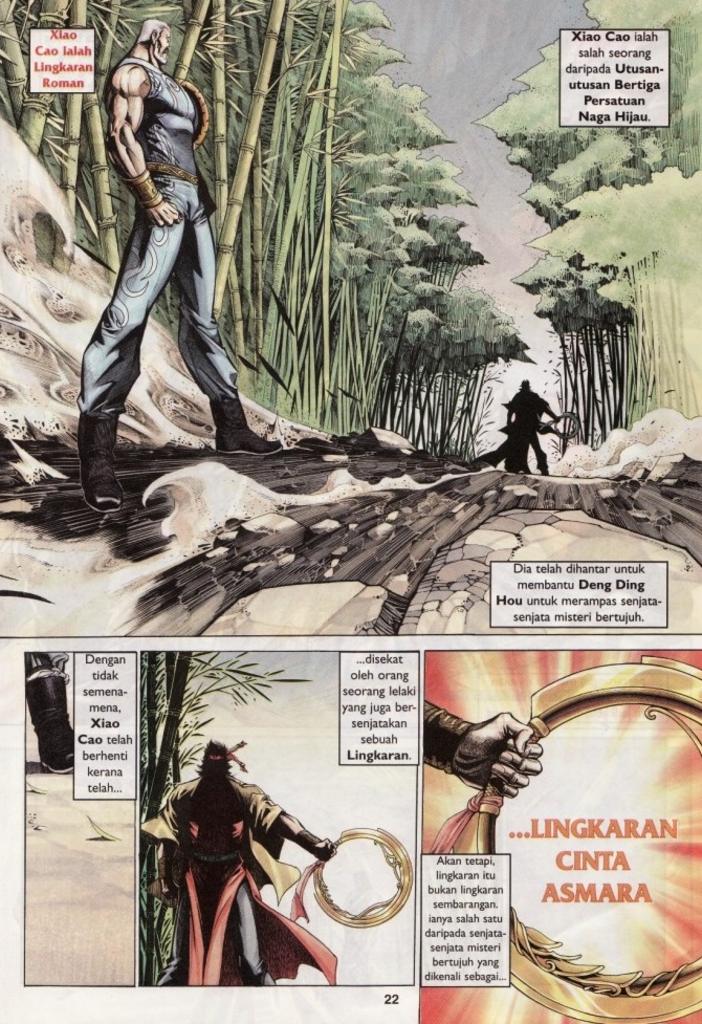 Xiao
Cao ialah
Lingkaran
Roman
Xiao Cao ialah
salah seorang
daripada Utusan-
utusan Bertiga
Persatuan
Naga Hijau.
Dia telah dihantar untuk
membantu Deng Ding
Hou untuk merampas senjata-
senjata misteri bertujuh.
Dengan
tidak
semena-
mena,
Xiao
Cao telah
berhenti
kerana
telah...
...disekat
oleh orang
seorang lelaki
yang juga ber-
senjatakan
sebuah
Lingkaran.
Akan tetapi,
lingkaran itu
bukan lingkaran
sembarangan.
ianya salah satu
daripada senjata-
senjata misteri
bertujuh yang
dikenali sebagai...
...LINGKARAN
CINTA
ASMARA
22